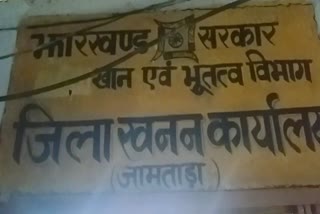 झारखण्ड सरकार
खान एवं भूतत्व विभाग
जिला खनन कार्यालय
(जामताड़ा)